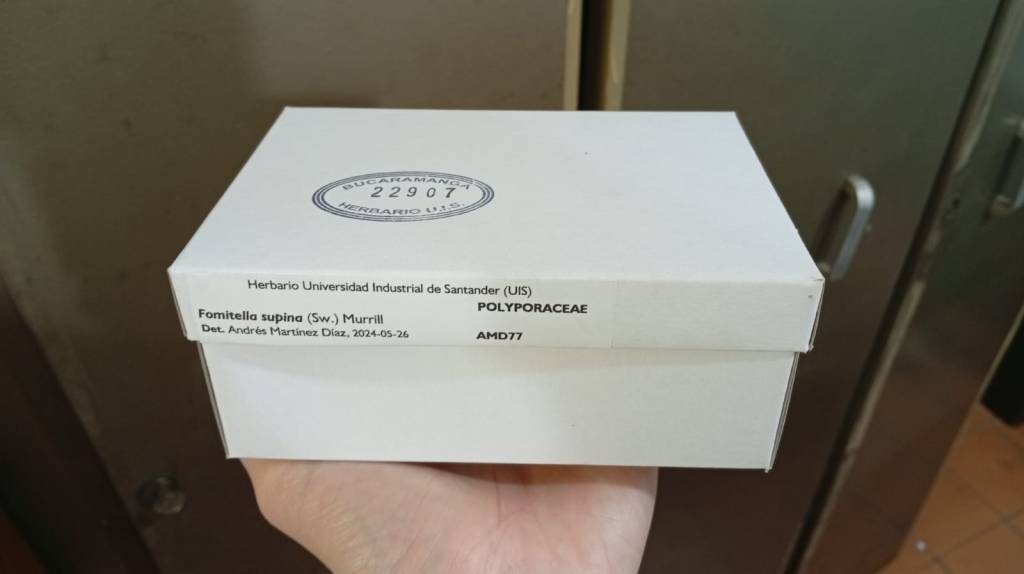 BUCARAMANGA
22907
HERBARIO U.I.S.
Herbario Universidad Industrial de Santander (UIS)
POLYPORACEAE
Fomitella supina (Sw.) Murrill
Det. Andrés Martínez Díaz, 2024-05-26
AMD77